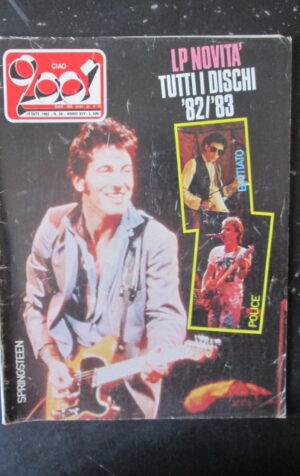 CIAO
2001
LP NOVITA'
TUTTI I DISCHI
'82/'83
BATTIATO
POLICE
SPRINGSTEEN